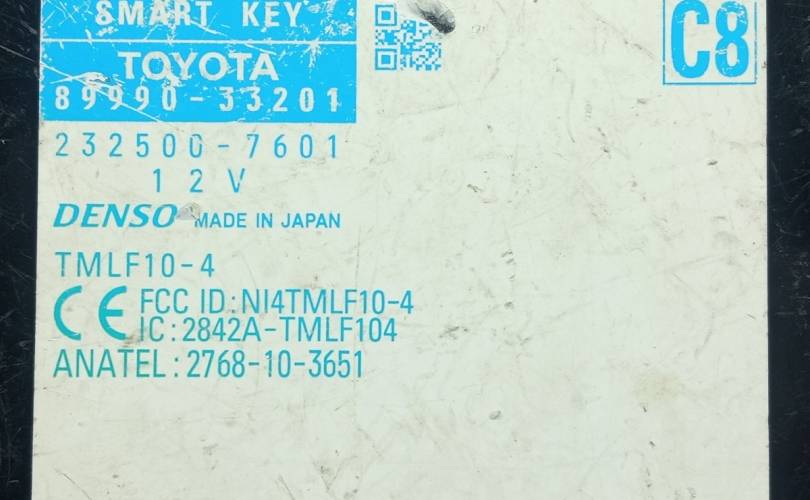 SMART KEY
C8
TOYOTA
89990-33201
232500-7601
12V
DENSO MADE IN JAPAN
TMLF10-4
CE FCC ID:NI4TMLF10-4
IC:2842A-TMLF104
ANATEL:2768-10-3651